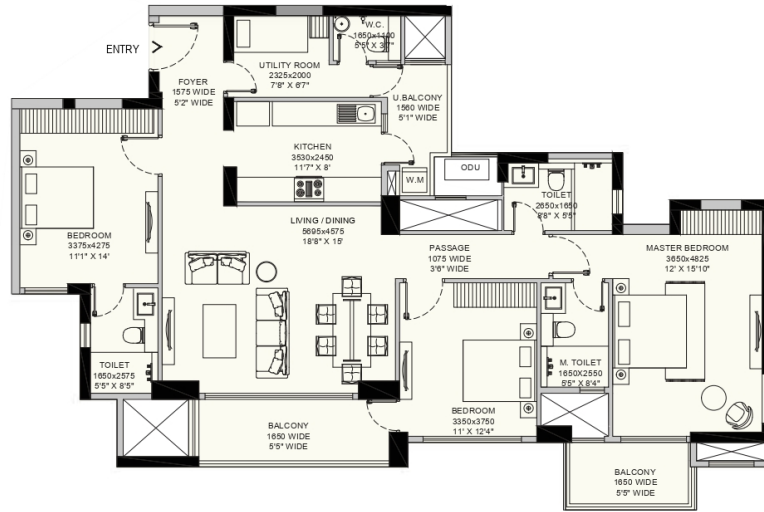 ENTRY
FOYER
1575 WIDE
5'2" WIDE
UTILITY ROOM
2325x2000
7'8" X 6'7"
W.C.
1650x1100
5'5" X 3'7"
U.BALCONY
1560 WIDE
5'1" WIDE
KITCHEN
3530x2450
11'7" X 8'
W.M
ODU
TOILET
2650x1650
8'8" X 5'5"
BEDROOM
3375x4275
11'1" X 14'
LIVING / DINING
5695x4575
18'8" X 15'
PASSAGE
1075 WIDE
3'6" WIDE
MASTER BEDROOM
3650x4825
12' X 15'10"
TOILET
1650x2575
5'5" X 8'5"
M. TOILET
1650X2550
5'5" X 8'4"
BALCONY
1650 WIDE
5'5" WIDE
BEDROOM
3350x3750
11' X 12'4"
BALCONY
1650 WIDE
5'5" WIDE